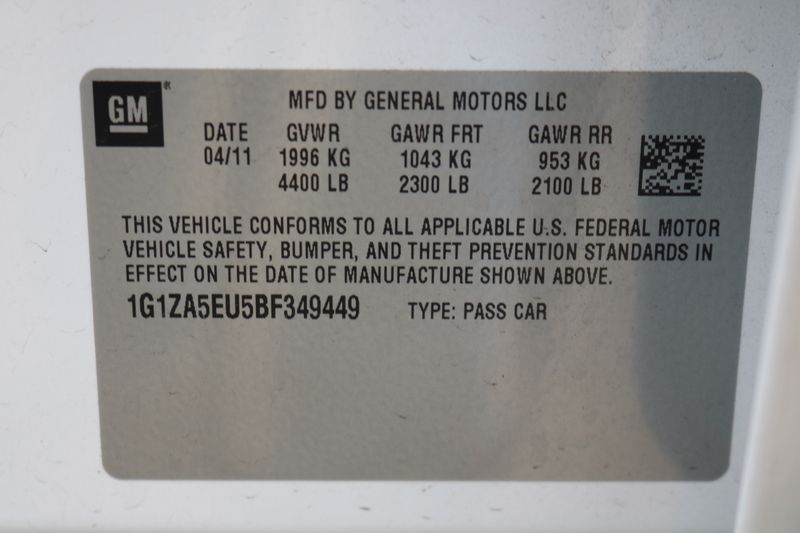 GM®
MFD BY GENERAL MOTORS LLC
DATE GVWR GAWR FRT GAWR RR
04/11 1996 KG 1043 KG 953 KG
4400 LB 2300 LB 2100 LB
THIS VEHICLE CONFORMS TO ALL APPLICABLE U.S. FEDERAL MOTOR
VEHICLE SAFETY, BUMPER, AND THEFT PREVENTION STANDARDS IN
EFFECT ON THE DATE OF MANUFACTURE SHOWN ABOVE.
1G1ZA5EU5BF349449 TYPE: PASS CAR